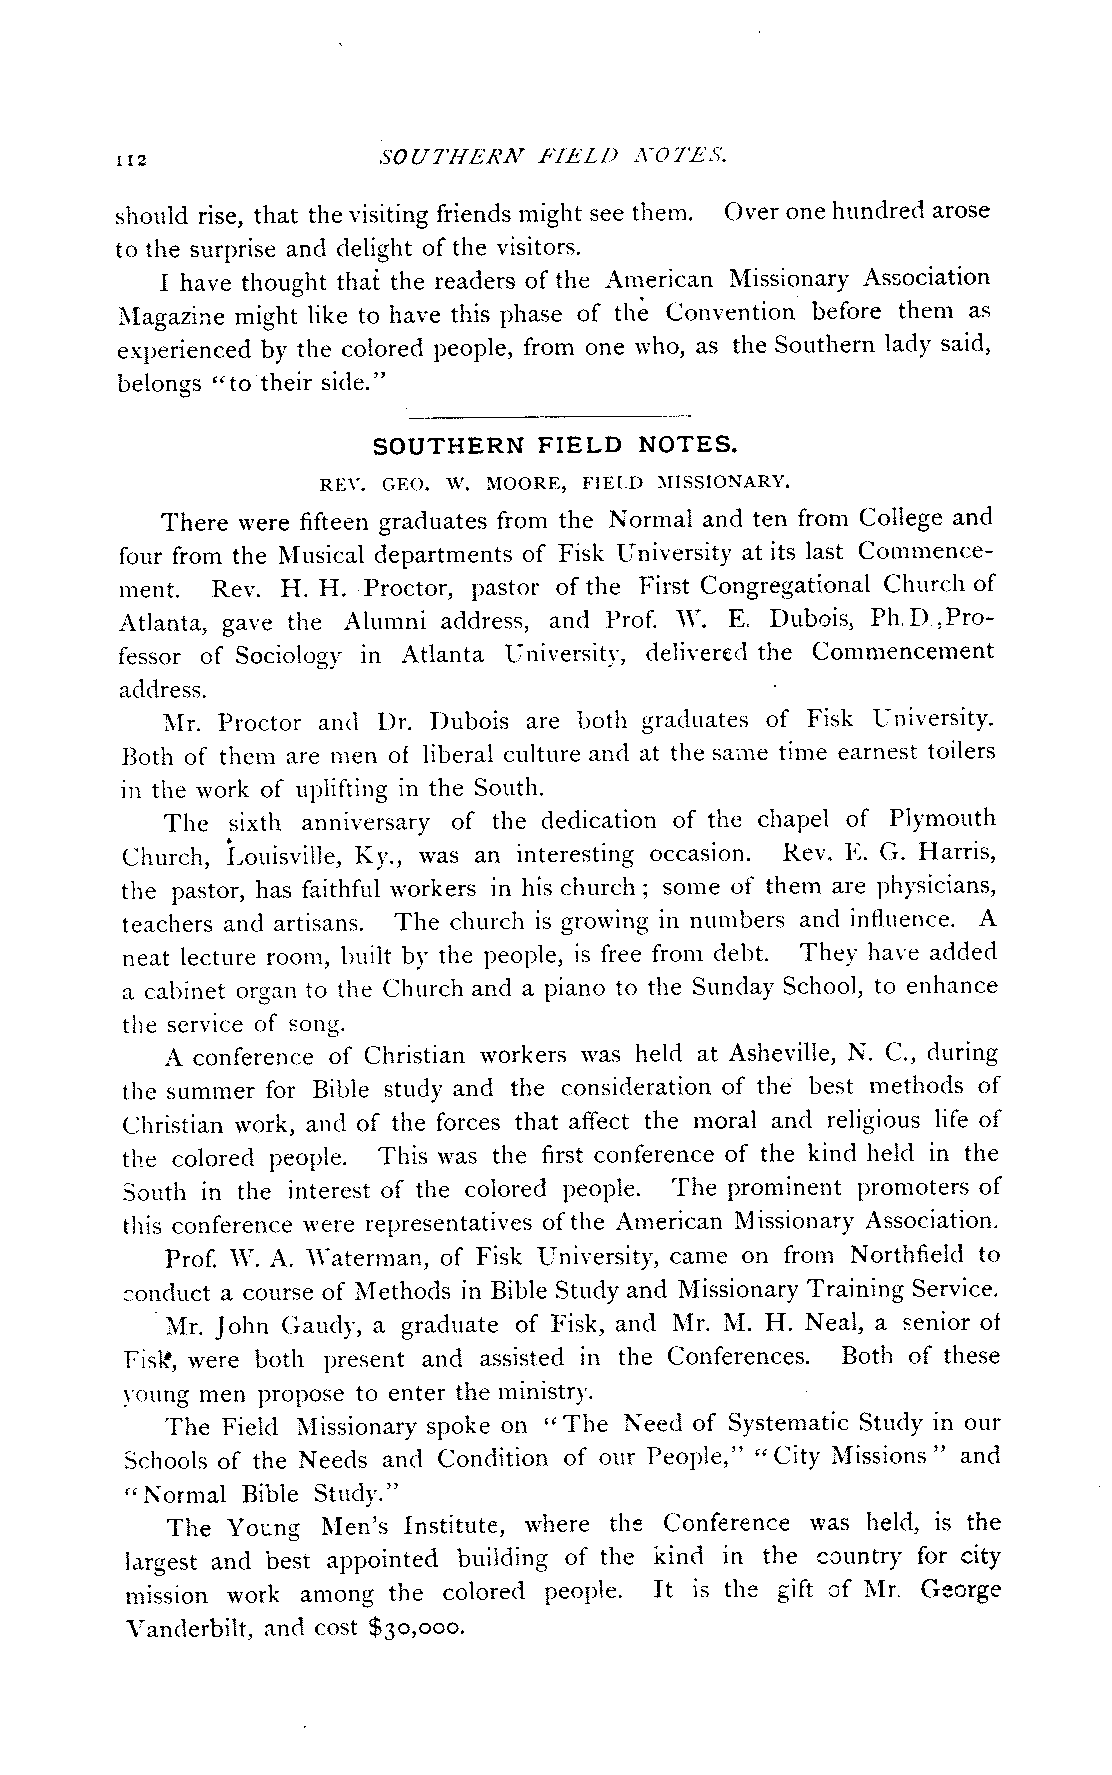 112 SOUTHERN FIELD NOTES.
should rise, that the visiting friends might see them. Over one hundred arose
to the surprise and delight of the visitors.
I have thought that the readers of the American Missionary Association
Magazine might like to have this phase of the Convention before them as
experienced by the colored people, from one who, as the Southern lady said,
belongs "to their side."
SOUTHERN FIELD NOTES.
REV. GEO. W. MOORE, FIELD MISSIONARY.
There were fifteen graduates from the Normal and ten from College and
four from the Musical departments of Fisk University at its last Commence-
ment. Rev. H. H. Proctor, pastor of the First Congregational Church of
Atlanta, gave the Alumni address, and Prof. W. E. Dubois, Ph.D.,Pro-
fessor of Sociology in Atlanta University, delivered the Commencement
address.
Mr. Proctor and Dr. Dubois are both graduates of Fisk University.
Both of them are men of liberal culture and at the same time earnest toilers
in the work of uplifting in the South.
The sixth anniversary of the dedication of the chapel of Plymouth
Church, Louisville, Ky., was an interesting occasion. Rev. E. G. Harris,
the pastor, has faithful workers in his church; some of them are physicians,
teachers and artisans. The church is growing in numbers and influence. A
neat lecture room, built by the people, is free from debt. They have added
a cabinet organ to the Church and a piano to the Sunday School, to enhance
the service of song.
A conference of Christian workers was held at Asheville, N. C., during
the summer for Bible study and the consideration of the best methods of
Christian work, and of the forces that affect the moral and religious life of
the colored people. This was the first conference of the kind held in the
South in the interest of the colored people. The prominent promoters of
this conference were representatives of the American Missionary Association.
Prof. W. A. Waterman, of Fisk University, came on from Northfield to
conduct a course of Methods in Bible Study and Missionary Training Service.
Mr. John Gaudy, a graduate of Fisk, and Mr. M. H. Neal, a senior of
Fisk, were both present and assisted in the Conferences. Both of these
young men propose to enter the ministry.
The Field Missionary spoke on "The Need of Systematic Study in our
Schools of the Needs and Condition of our People," "City Missions" and
"Normal Bible Study."
The Young Men's Institute, where the Conference was held, is the
largest and best appointed building of the kind in the country for city
mission work among the colored people. It is the gift of Mr. George
Vanderbilt, and cost $30,000.